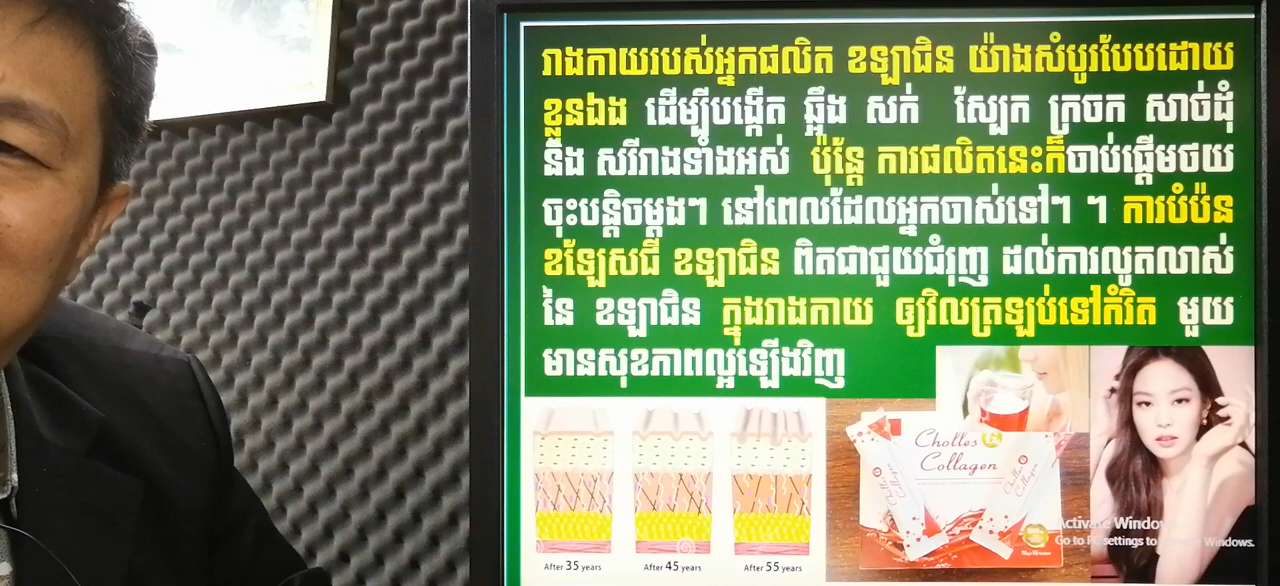 រាងកាយរបស់អ្នកផលិត ខឡាជិន យ៉ាងសំបូរបែបដោយ
ខ្លួនឯង ដើម្បីបង្កើត ឆ្អឹង សក់ ស្បែក ក្រចក សាច់ដុំ
និង សរីរាងទាំងអស់ ប៉ុន្តែ ការផលិតនេះក៏ចាប់ផ្តើមថយ
ចុះបន្តិចម្តងៗ នៅពេលដែលអ្នកចាស់ទៅៗ ។ ការបំប៉ន
ខឡែសជី ខឡាជិន ពិតជាជួយជំរុញ ដល់ការលូតលាស់
នៃ ខឡាជិន ក្នុងរាងកាយ ឲ្យវិលត្រឡប់ទៅកំរិត មួយ
មានសុខភាពល្អឡើងវិញ
Cholles
Collagen
After 35 years
After 45 years
After 55 years
Activate Windows
Go to PC settings to Activate Windows.